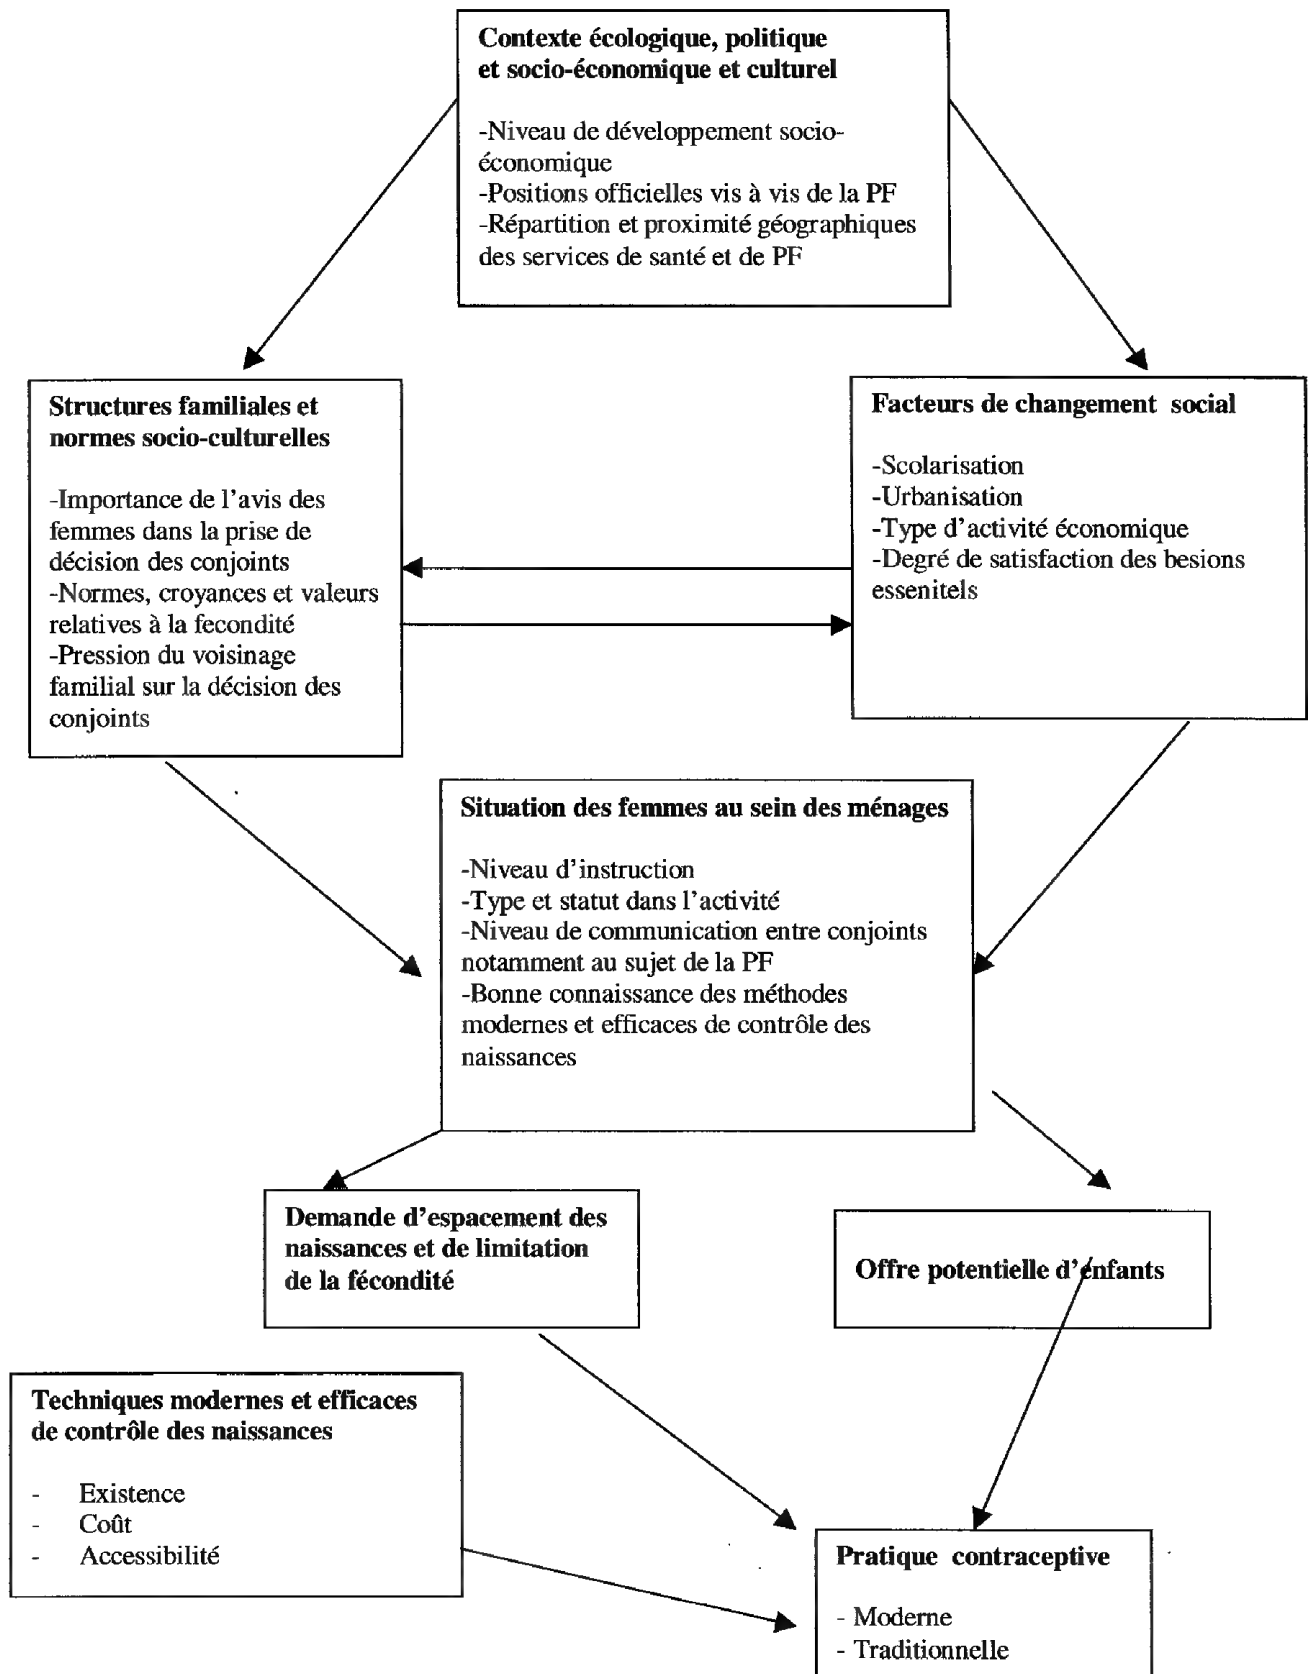 Contexte écologique, politique
et socio-économique et culturel
-Niveau de développement socio-
économique
-Positions officielles vis à vis de la PF
-Répartition et proximité géographiques
des services de santé et de PF
Structures familiales et
normes socio-culturelles
-Importance de l'avis des
femmes dans la prise de
décision des conjoints
-Normes, croyances et valeurs
relatives à la fecondité
-Pression du voisinage
familial sur la décision des
conjoints
Facteurs de changement social
-Scolarisation
-Urbanisation
-Type d'activité économique
-Degré de satisfaction des besions
essenitels
Situation des femmes au sein des ménages
-Niveau d'instruction
-Type et statut dans l'activité
-Niveau de communication entre conjoints
notamment au sujet de la PF
-Bonne connaissance des méthodes
modernes et efficaces de contrôle des
naissances
Demande d'espacement des
naissances et de limitation
de la fécondité
Offre potentielle d'enfants
Techniques modernes et efficaces
de contrôle des naissances
- Existence
- Coût
- Accessibilité
Pratique contraceptive
- Moderne
- Traditionnelle